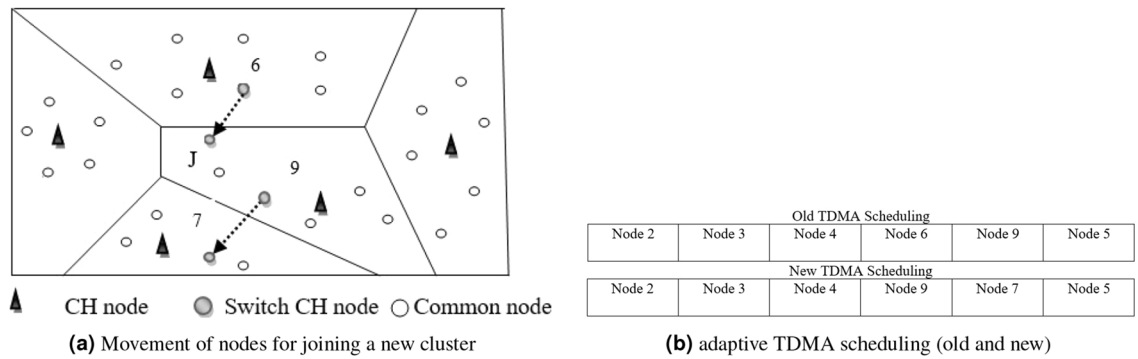 6
J
9
7
CH node Switch CH node Common node
(a) Movement of nodes for joining a new cluster
Old TDMA Scheduling
Node 2 Node 3 Node 4 Node 6 Node 9 Node 5
New TDMA Scheduling
Node 2 Node 3 Node 4 Node 9 Node 7 Node 5
(b) adaptive TDMA scheduling (old and new)